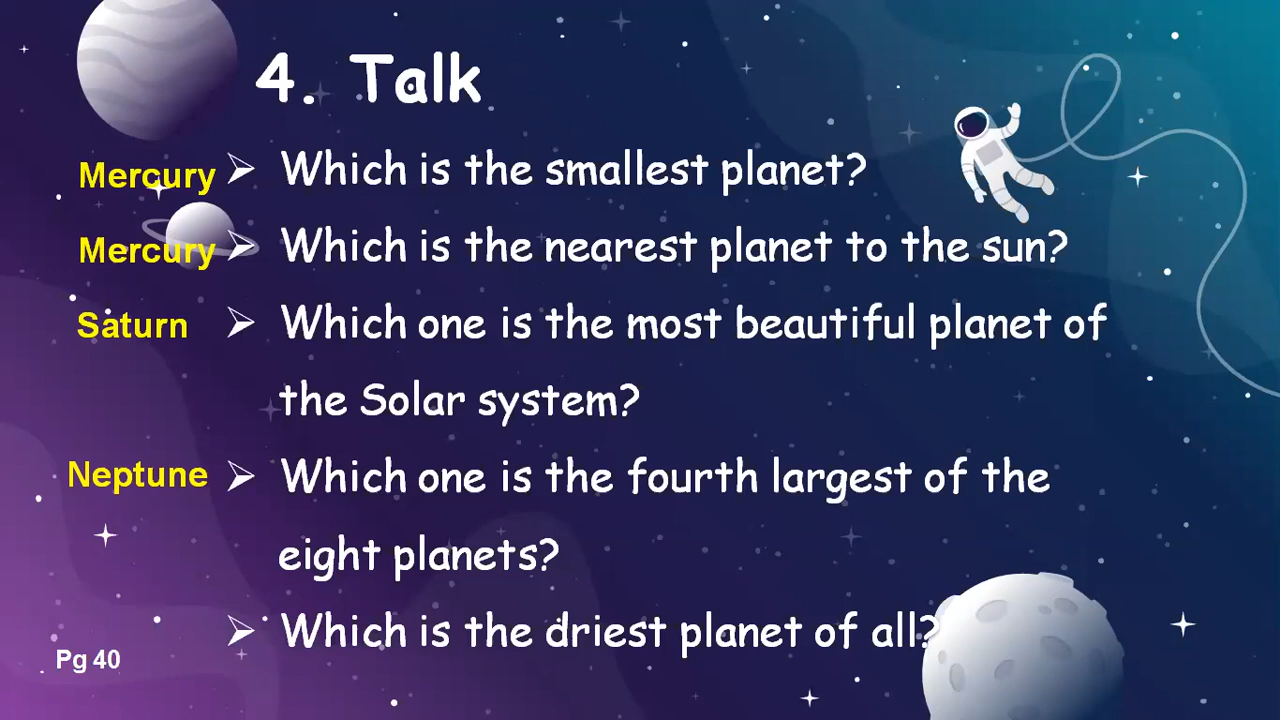 4. Talk
Mercury ➢ Which is the smallest planet?
Mercury ➢ Which is the nearest planet to the sun?
Saturn ➢ Which one is the most beautiful planet of
the Solar system?
Neptune ➢ Which one is the fourth largest of the
eight planets?
➢ Which is the driest planet of all?
Pg 40